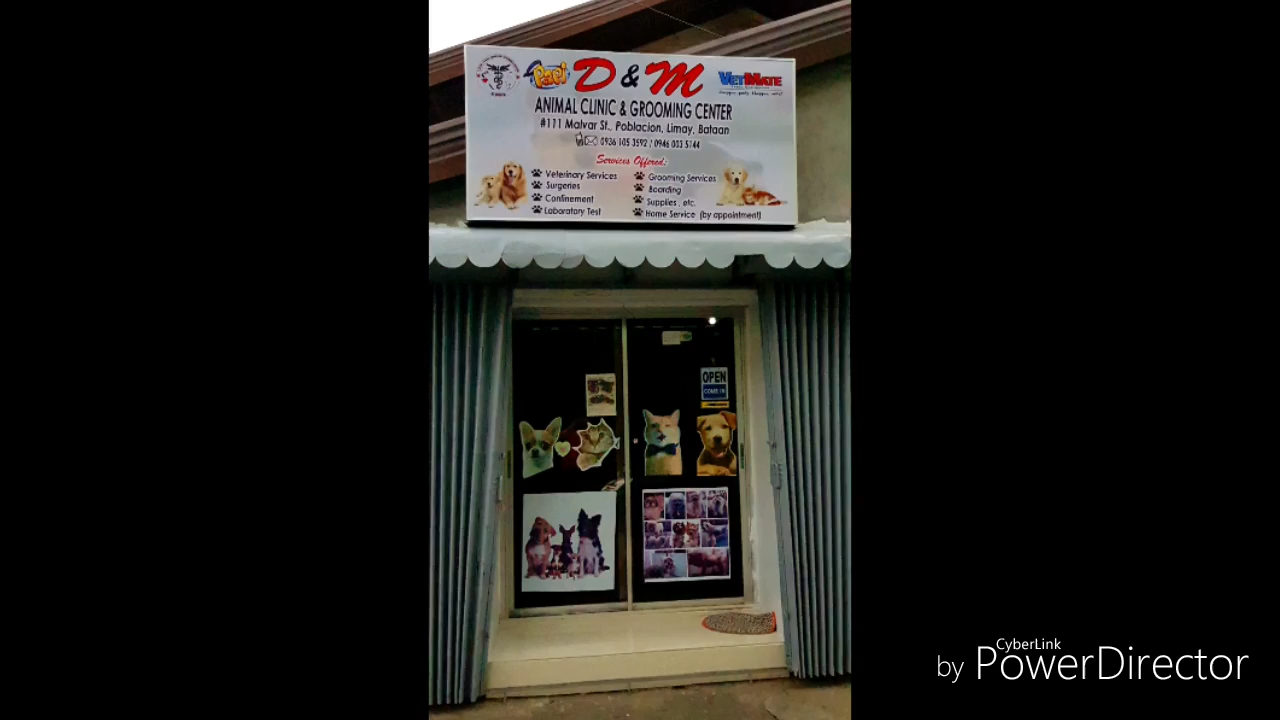 Papi D & M VETMATE
ANIMAL CLINIC & GROOMING CENTER
#111 Malvar St., Poblacion, Limay, Bataan
0936 105 3592 / 0946 003 5744
Services Offered:
Veterinary Services
Surgeries
Confinement
Laboratory Test
Grooming Services
Boarding
Supplies, etc.
Home Service (by appointment)
OPEN
COME IN
CyberLink
by PowerDirector